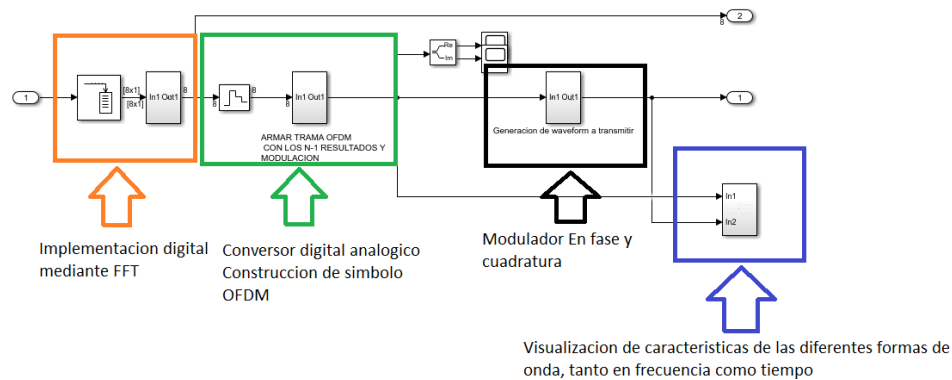 2
8
Re
Im
[8x1]
[8x1]
In1 Out1
8
8
8
8
In1 Out1
In1 Out1
1
1
ARMAR TRAMA OFDM
CON LOS N-1 RESULTADOS Y
MODULACION
Generacion de waveform a transmitir
In1
In2
Implementacion digital
mediante FFT
Conversor digital analogico
Construccion de simbolo
OFDM
Modulador En fase y
cuadratura
Visualizacion de caracteristicas de las diferentes formas de
onda, tanto en frecuencia como tiempo